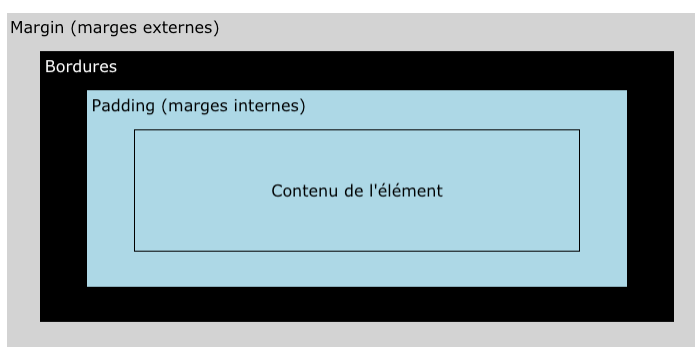 Margin (marges externes)
Bordures
Padding (marges internes)
Contenu de l'élément